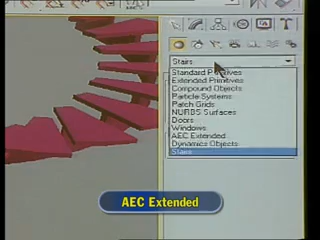 Stairs
Standard Primitives
Extended Primitives
Compound Objects
Particle Systems
Patch Grids
NURBS Surfaces
Doors
Windows
AEC Extended
Dynamics Objects
Stairs
AEC Extended